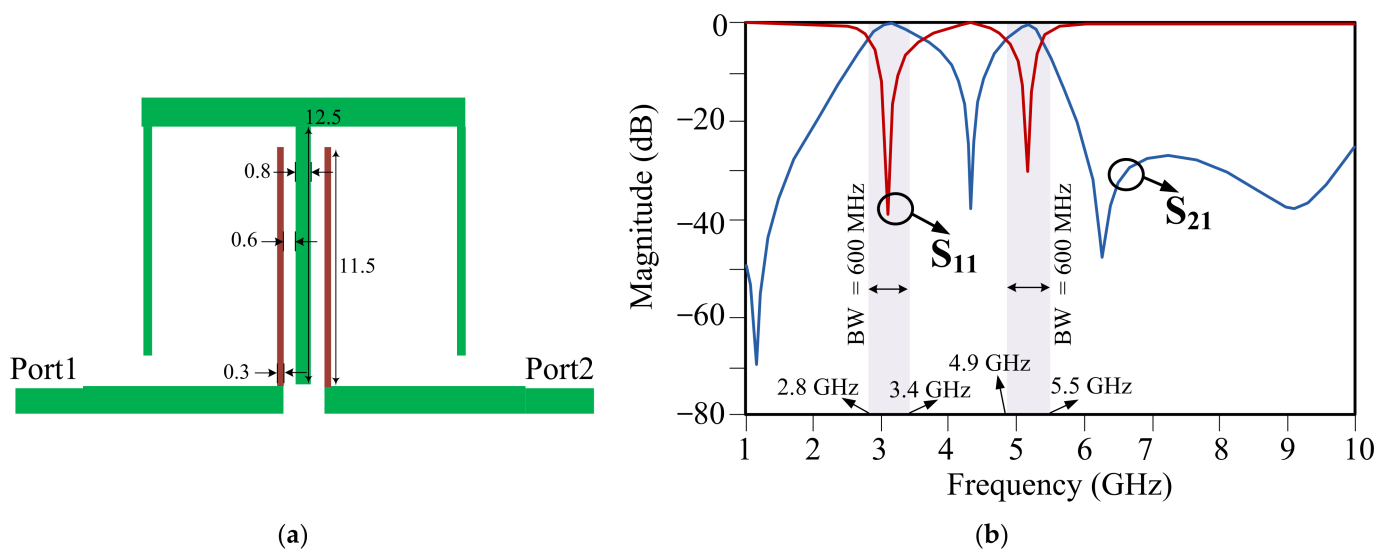 12.5
0.8
0.6
11.5
0.3
Port1
Port2
(a)
Magnitude (dB)
0
−20
−40
−60
−80
S11
S21
BW = 600 MHz
BW = 600 MHz
2.8 GHz
3.4 GHz
4.9 GHz
5.5 GHz
1 2 3 4 5 6 7 8 9 10
Frequency (GHz)
(b)